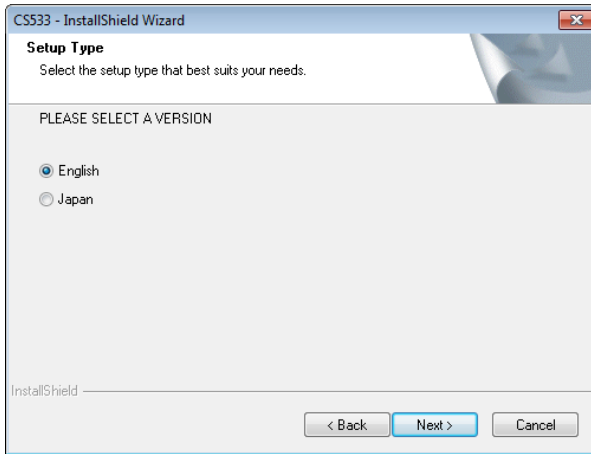 CS533 - InstallShield Wizard
Setup Type
Select the setup type that best suits your needs.
PLEASE SELECT A VERSION
English
Japan
InstallShield
< Back Next > Cancel